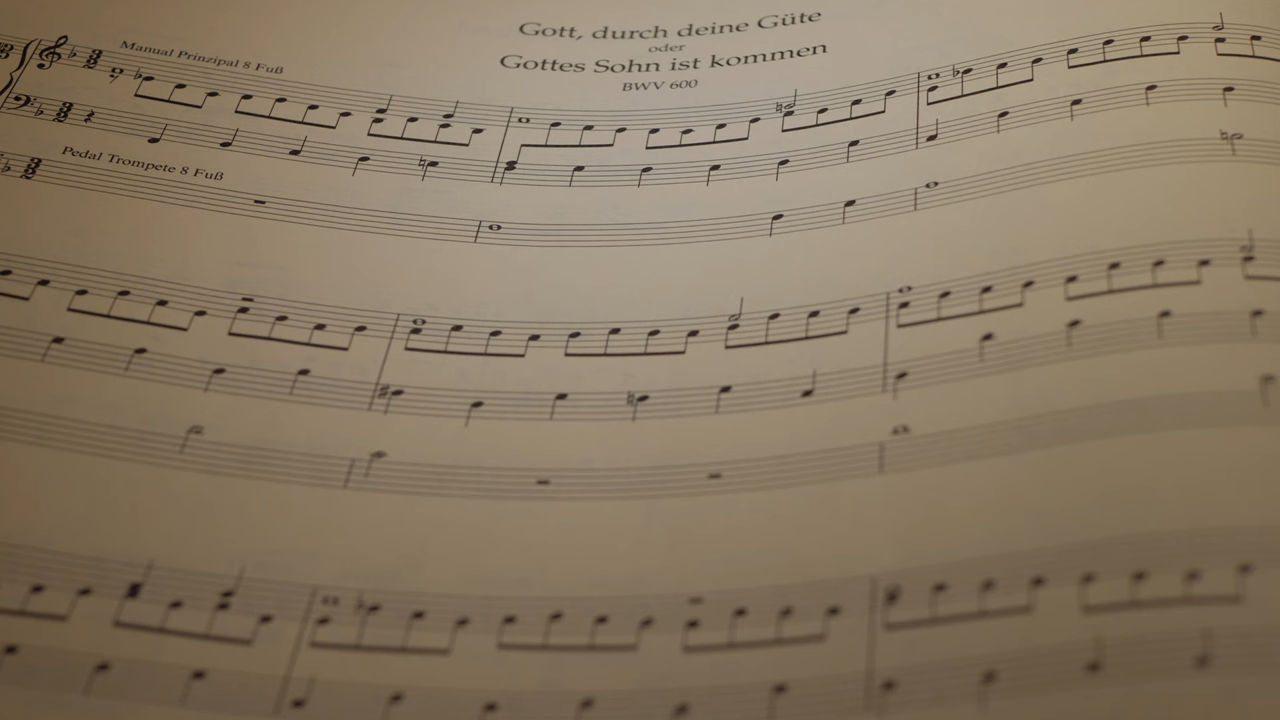 Gott, durch deine Güte
oder
Gottes Sohn ist kommen
BWV 600
Manual Prinzipal 8 Fuß
Pedal Trompete 8 Fuß